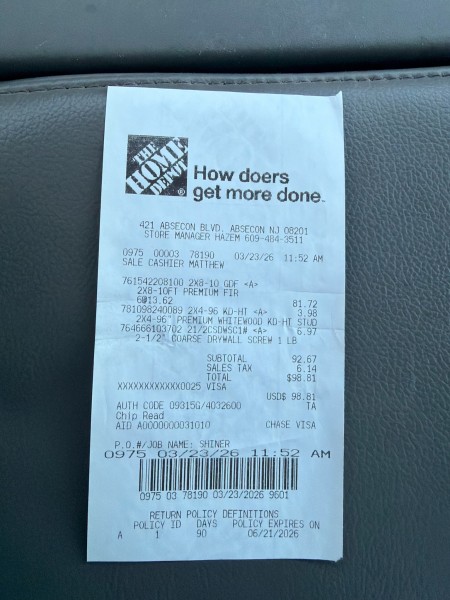 THE
HOME
DEPOT
®
How doers
get more done.
421 ABSECON BLVD. ABSECON NJ 08201
STORE MANAGER HAZEM 609-484-3511
0975 00003 78190 03/23/26 11:52 AM
SALE CASHIER MATTHEW
761542208100 2X8-10 GDF <A>
2X8-10FT PREMIUM FIR
6@13.62 81.72
781098240089 2X4-96 KD-HT <A> 3.98
2X4-96" PREMIUM WHITEWOOD KD-HT STUD
764666103702 21/2CSDWSC1# <A> 6.97
2-1/2" COARSE DRYWALL SCREW 1 LB
SUBTOTAL 92.67
SALES TAX 6.14
TOTAL $98.81
XXXXXXXXXXXX0025 VISA
USD$ 98.81
AUTH CODE 09315G/4032600 TA
Chip Read
AID A0000000031010 CHASE VISA
P.O.#/JOB NAME: SHINER
0975 03/23/26 11:52 AM
0975 03 78190 03/23/2026 9601
RETURN POLICY DEFINITIONS
POLICY ID DAYS POLICY EXPIRES ON
A 1 90 06/21/2026